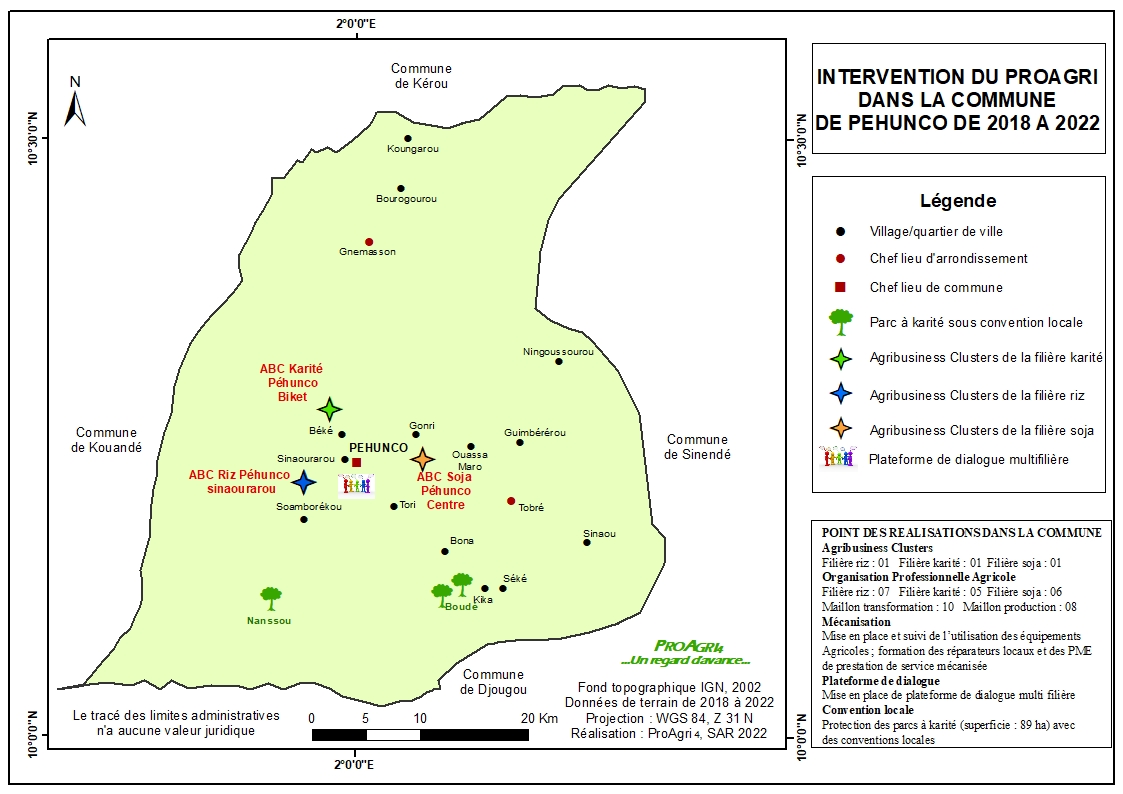 2°0'0"E
INTERVENTION DU PROAGRI
DANS LA COMMUNE
DE PEHUNCO DE 2018 A 2022
N
Commune
de Kérou
10°30'0"N
10°30'0"N
Koungarou
Bourogourou
Gnemasson
Légende
Village/quartier de ville
Chef lieu d'arrondissement
Chef lieu de commune
Parc à karité sous convention locale
Agribusiness Clusters de la filière karité
Agribusiness Clusters de la filière riz
Agribusiness Clusters de la filière soja
Plateforme de dialogue multifilière
Ningoussourou
ABC Karité
Péhunco
Biket
Commune
de Kouandé
Béké
Gonri
Guimbérérou
Commune
de Sinendé
PEHUNCO
Sinaourarou
Ouassa
Maro
ABC Riz Péhunco
sinaourarou
ABC Soja
Péhunco
Centre
Soamborékou
Tori
Tobré
Sinaou
Bona
Séké
Kika
Boudé
Nanssou
POINT DES REALISATIONS DANS LA COMMUNE
Agribusiness Clusters
Filière riz : 01 Filière karité : 01 Filière soja : 01
Organisation Professionnelle Agricole
Filière riz : 07 Filière karité : 05 Filière soja : 06
Maillon transformation : 10 Maillon production : 08
Mécanisation
Mise en place et suivi de l'utilisation des équipements
Agricoles ; formation des réparateurs locaux et des PME
de prestation de service mécanisée
Plateforme de dialogue
Mise en place de plateforme de dialogue multi filière
Convention locale
Protection des parcs à karité (superficie : 89 ha) avec
des conventions locales
PROAGRI4
...Un regard d'avance...
Commune
de Djougou
Fond topographique IGN, 2002
Données de terrain de 2018 à 2022
Projection : WGS 84, Z 31 N
Réalisation : ProAgri 4, SAR 2022
Le tracé des limites administratives
n'a aucune valeur juridique
0 5 10 20 Km
10°0'0"N
10°0'0"N
2°0'0"E